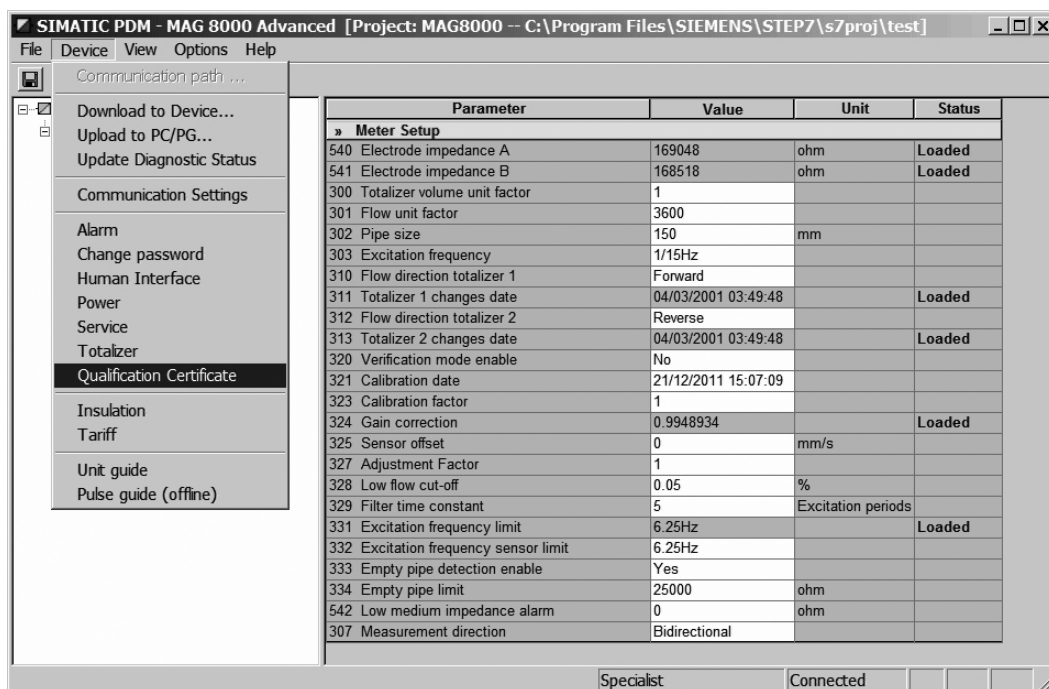 SIMATIC PDM - MAG 8000 Advanced [Project: MAG8000 -- C:\Program Files\SIEMENS\STEP7\s7proj\test]
File Device View Options Help
Communication path ...
Download to Device...
Upload to PC/PG...
Update Diagnostic Status
Communication Settings
Alarm
Change password
Human Interface
Power
Service
Totalizer
Qualification Certificate
Insulation
Tariff
Unit guide
Pulse guide (offline)
Parameter Value Unit Status
» Meter Setup
540 Electrode impedance A 169048 ohm Loaded
541 Electrode impedance B 168518 ohm Loaded
300 Totalizer volume unit factor 1
301 Flow unit factor 3600
302 Pipe size 150 mm
303 Excitation frequency 1/15Hz
310 Flow direction totalizer 1 Forward
311 Totalizer 1 changes date 04/03/2001 03:49:48 Loaded
312 Flow direction totalizer 2 Reverse
313 Totalizer 2 changes date 04/03/2001 03:49:48 Loaded
320 Verification mode enable No
321 Calibration date 21/12/2011 15:07:09
323 Calibration factor 1
324 Gain correction 0.9948934 Loaded
325 Sensor offset 0 mm/s
327 Adjustment Factor 1
328 Low flow cut-off 0.05 %
329 Filter time constant 5 Excitation periods
331 Excitation frequency limit 6.25Hz Loaded
332 Excitation frequency sensor limit 6.25Hz
333 Empty pipe detection enable Yes
334 Empty pipe limit 25000 ohm
542 Low medium impedance alarm 0 ohm
307 Measurement direction Bidirectional
Specialist Connected